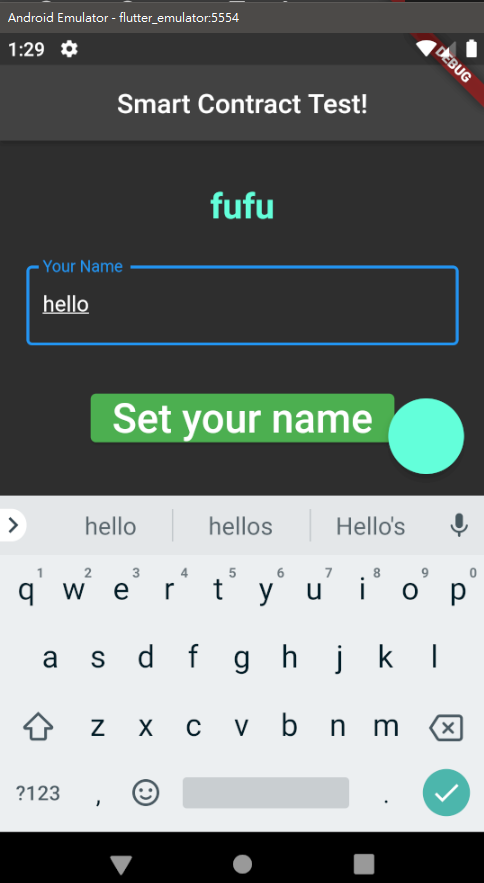 Android Emulator - flutter_emulator:5554
1:29
DEBUG
Smart Contract Test!
fufu
Your Name
hello
Set your name
hello hellos Hello's
1 2 3 4 5 6 7 8 9 0
q w e r t y u i o p
a s d f g h j k l
z x c v b n m
?123 , .